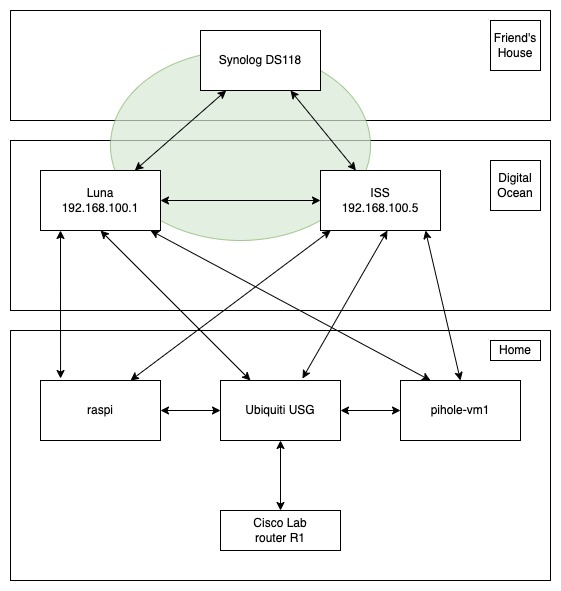 Friend's
House
Synolog DS118
Digital
Ocean
Luna
192.168.100.1
ISS
192.168.100.5
Home
raspi
Ubiquiti USG
pihole-vm1
Cisco Lab
router R1